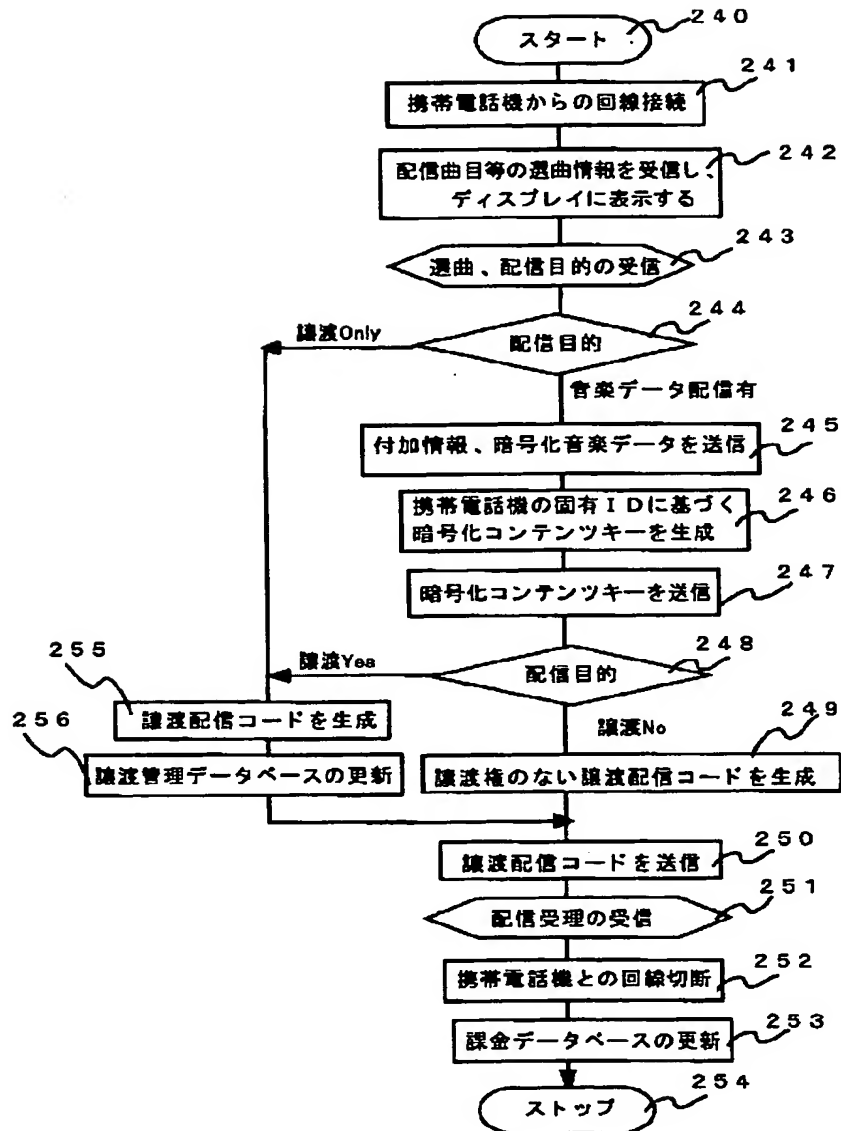 スタート
240
携帯電話機からの回線接続
241
配信曲目等の選曲情報を受信し、
ディスプレイに表示する
242
選曲、配信目的の受信
243
配信目的
244
譲渡Only
音楽データ配信有
付加情報、暗号化音楽データを送信
245
携帯電話機の固有IDに基づく
暗号化コンテンツキーを生成
246
暗号化コンテンツキーを送信
247
配信目的
248
譲渡Yes
譲渡No
255
譲渡配信コードを生成
256
譲渡管理データベースの更新
249
譲渡権のない譲渡配信コードを生成
譲渡配信コードを送信
250
配信受理の受信
251
携帯電話機との回線切断
252
課金データベースの更新
253
ストップ
254